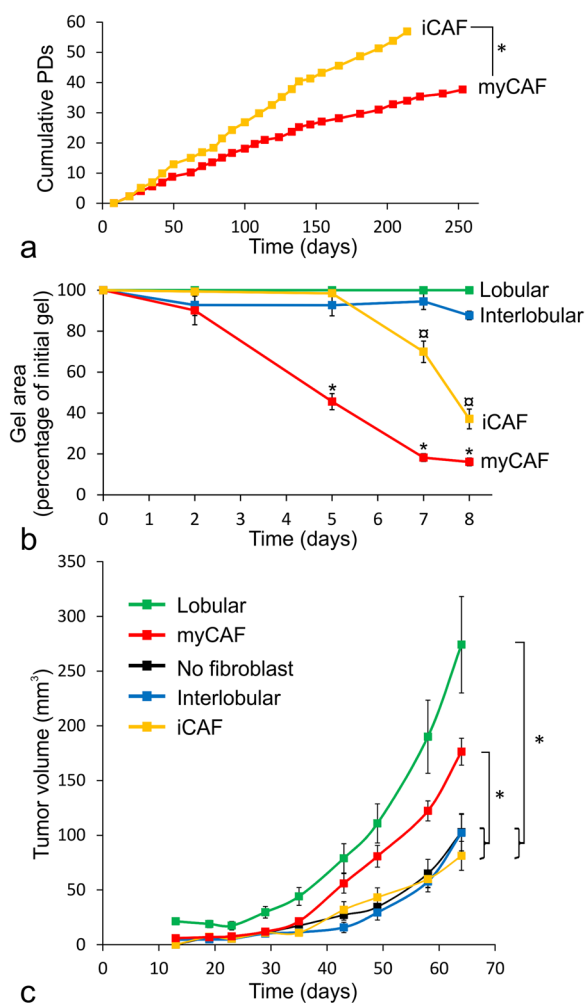 60
50
40
30
20
10
0
Cumulative PDs
iCAF
*
myCAF
0 50 100 150 200 250
Time (days)
a
100
80
60
40
20
0
Gel area
(percentage of initial gel)
Lobular
Interlobular
¤
¤
iCAF
*
*
*
myCAF
0 1 2 3 4 5 6 7 8
Time (days)
b
350
300
250
200
150
100
50
0
Tumor volume (mm³)
Lobular
myCAF
No fibroblast
Interlobular
iCAF
*
*
0 10 20 30 40 50 60 70
Time (days)
c